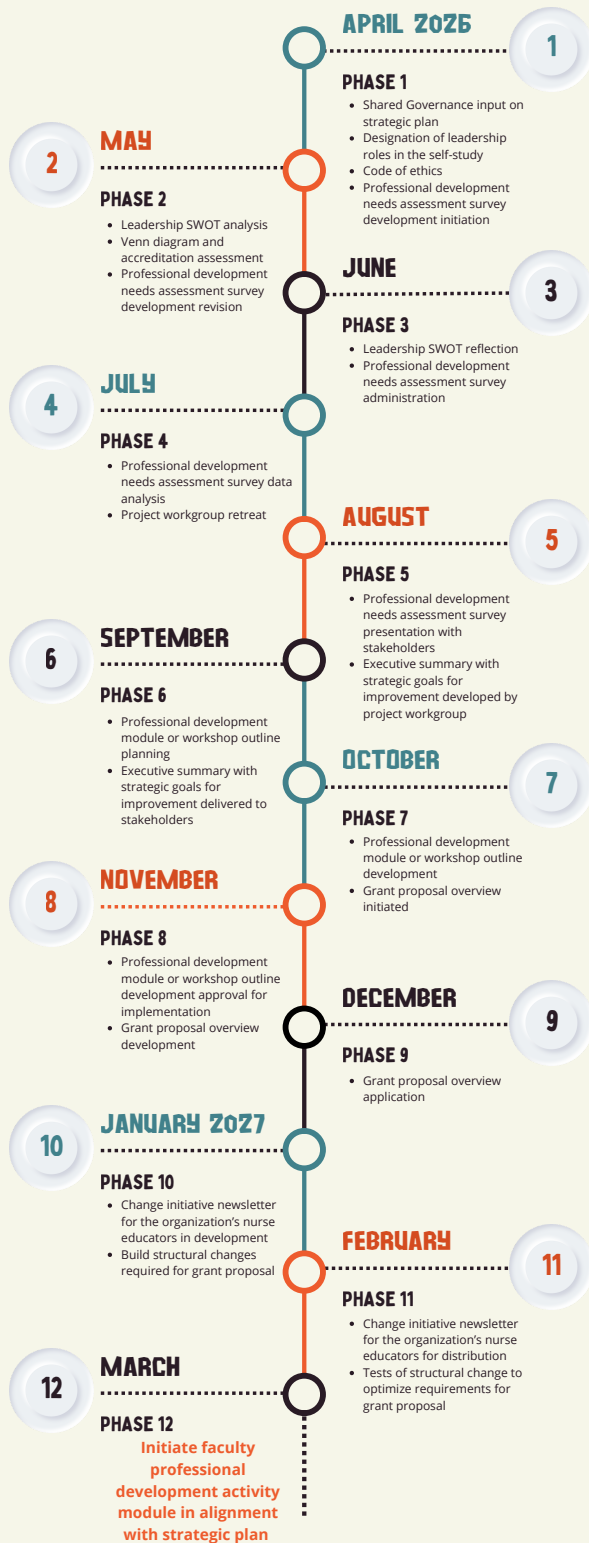 APRIL 2026
1
PHASE 1
• Shared Governance input on
strategic plan
• Designation of leadership
roles in the self-study
• Code of ethics
• Professional development
needs assessment survey
development initiation
2
MAY
PHASE 2
• Leadership SWOT analysis
• Venn diagram and
accreditation assessment
• Professional development
needs assessment survey
development revision
JUNE
3
PHASE 3
• Leadership SWOT reflection
• Professional development
needs assessment survey
administration
4
JULY
PHASE 4
• Professional development
needs assessment survey data
analysis
• Project workgroup retreat
AUGUST
5
PHASE 5
• Professional development
needs assessment survey
presentation with
stakeholders
• Executive summary with
strategic goals for
improvement developed by
project workgroup
6
SEPTEMBER
PHASE 6
• Professional development
module or workshop outline
planning
• Executive summary with
strategic goals for
improvement delivered to
stakeholders
OCTOBER
7
PHASE 7
• Professional development
module or workshop outline
development
• Grant proposal overview
initiated
8
NOVEMBER
PHASE 8
• Professional development
module or workshop outline
development approval for
implementation
• Grant proposal overview
development
DECEMBER
9
PHASE 9
• Grant proposal overview
application
10
JANUARY 2027
PHASE 10
• Change initiative newsletter
for the organization’s nurse
educators in development
• Build structural changes
required for grant proposal
FEBRUARY
11
PHASE 11
• Change initiative newsletter
for the organization’s nurse
educators for distribution
• Tests of structural change to
optimize requirements for
grant proposal
12
MARCH
PHASE 12
Initiate faculty
professional
development activity
module in alignment
with strategic plan